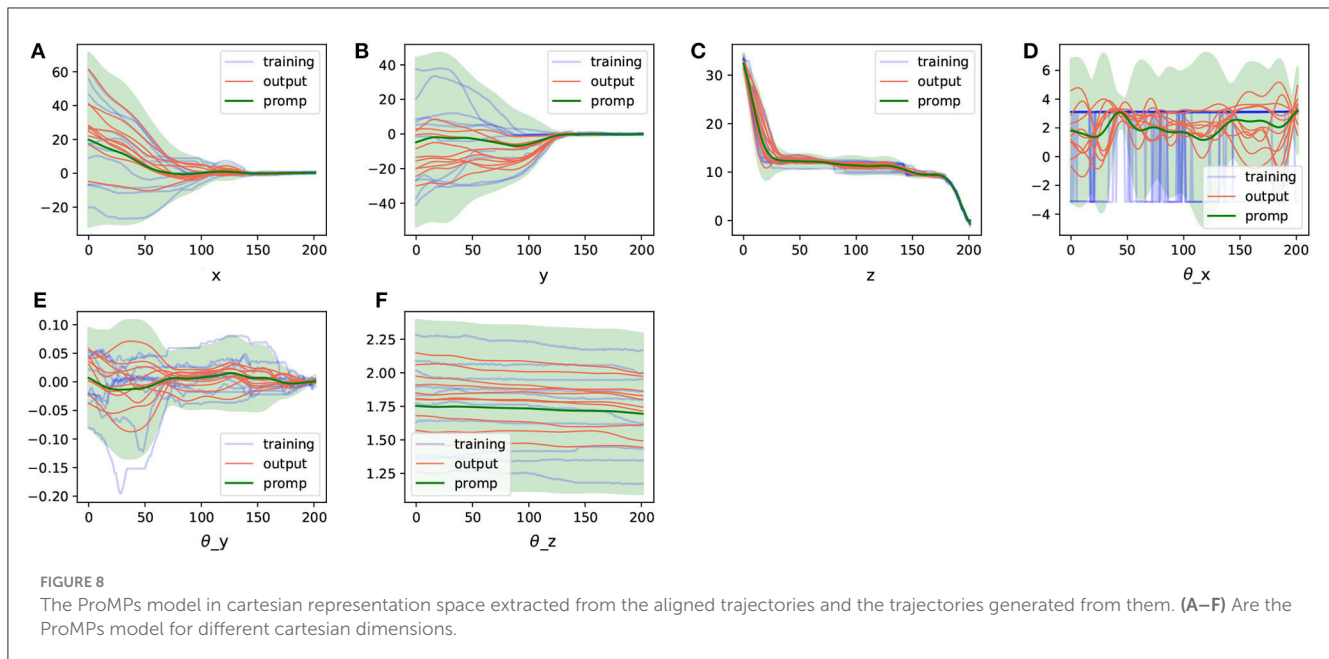 A
60
40
20
0
−20
0 50 100 150 200
x
training
output
promp
B
40
20
0
−20
−40
0 50 100 150 200
y
training
output
promp
C
30
20
10
0
0 50 100 150 200
z
training
output
promp
D
6
4
2
0
−2
−4
0 50 100 150 200
θ_x
training
output
promp
E
0.10
0.05
0.00
−0.05
−0.10
−0.15
−0.20
0 50 100 150 200
θ_y
training
output
promp
F
2.25
2.00
1.75
1.50
1.25
0 50 100 150 200
θ_z
training
output
promp
FIGURE 8
The ProMPs model in cartesian representation space extracted from the aligned trajectories and the trajectories generated from them. (A–F) Are the
ProMPs model for different cartesian dimensions.